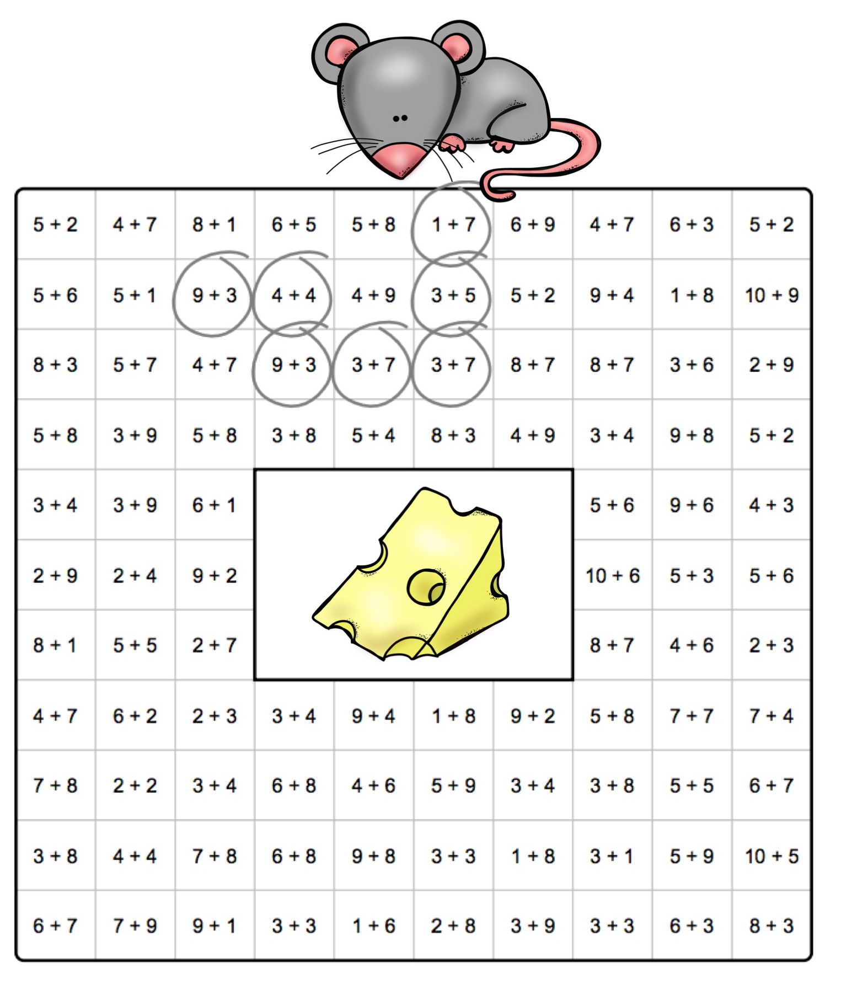 5 + 2 4 + 7 8 + 1 6 + 5 5 + 8 1 + 7 6 + 9 4 + 7 6 + 3 5 + 2
5 + 6 5 + 1 9 + 3 4 + 4 4 + 9 3 + 5 5 + 2 9 + 4 1 + 8 10 + 9
8 + 3 5 + 7 4 + 7 9 + 3 3 + 7 3 + 7 8 + 7 8 + 7 3 + 6 2 + 9
5 + 8 3 + 9 5 + 8 3 + 8 5 + 4 8 + 3 4 + 9 3 + 4 9 + 8 5 + 2
3 + 4 3 + 9 6 + 1 5 + 6 9 + 6 4 + 3
2 + 9 2 + 4 9 + 2 10 + 6 5 + 3 5 + 6
8 + 1 5 + 5 2 + 7 8 + 7 4 + 6 2 + 3
4 + 7 6 + 2 2 + 3 3 + 4 9 + 4 1 + 8 9 + 2 5 + 8 7 + 7 7 + 4
7 + 8 2 + 2 3 + 4 6 + 8 4 + 6 5 + 9 3 + 4 3 + 8 5 + 5 6 + 7
3 + 8 4 + 4 7 + 8 6 + 8 9 + 8 3 + 3 1 + 8 3 + 1 5 + 9 10 + 5
6 + 7 7 + 9 9 + 1 3 + 3 1 + 6 2 + 8 3 + 9 3 + 3 6 + 3 8 + 3